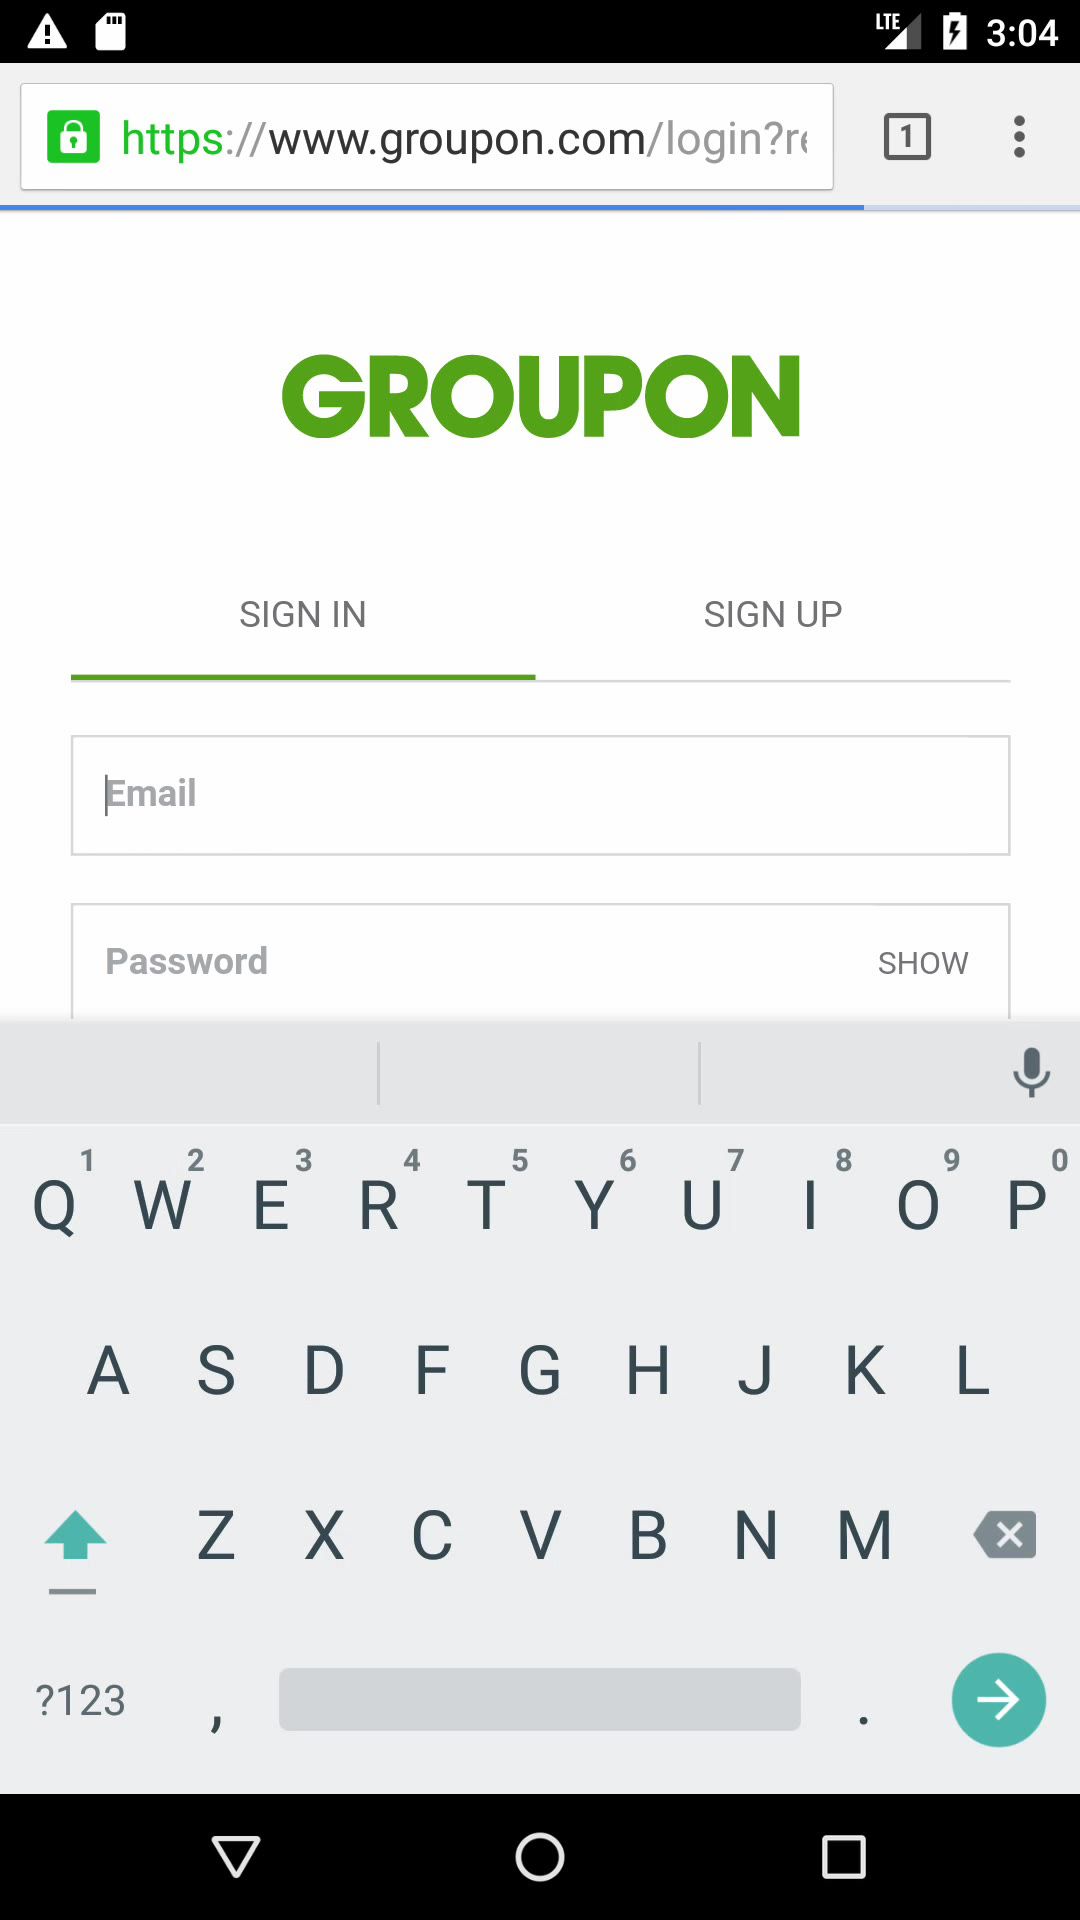 LTE 3:04
https://www.groupon.com/login?re
1
GROUPON
SIGN IN SIGN UP
Email
Password SHOW
1 2 3 4 5 6 7 8 9 0
Q W E R T Y U I O P
A S D F G H J K L
Z X C V B N M
?123 , .